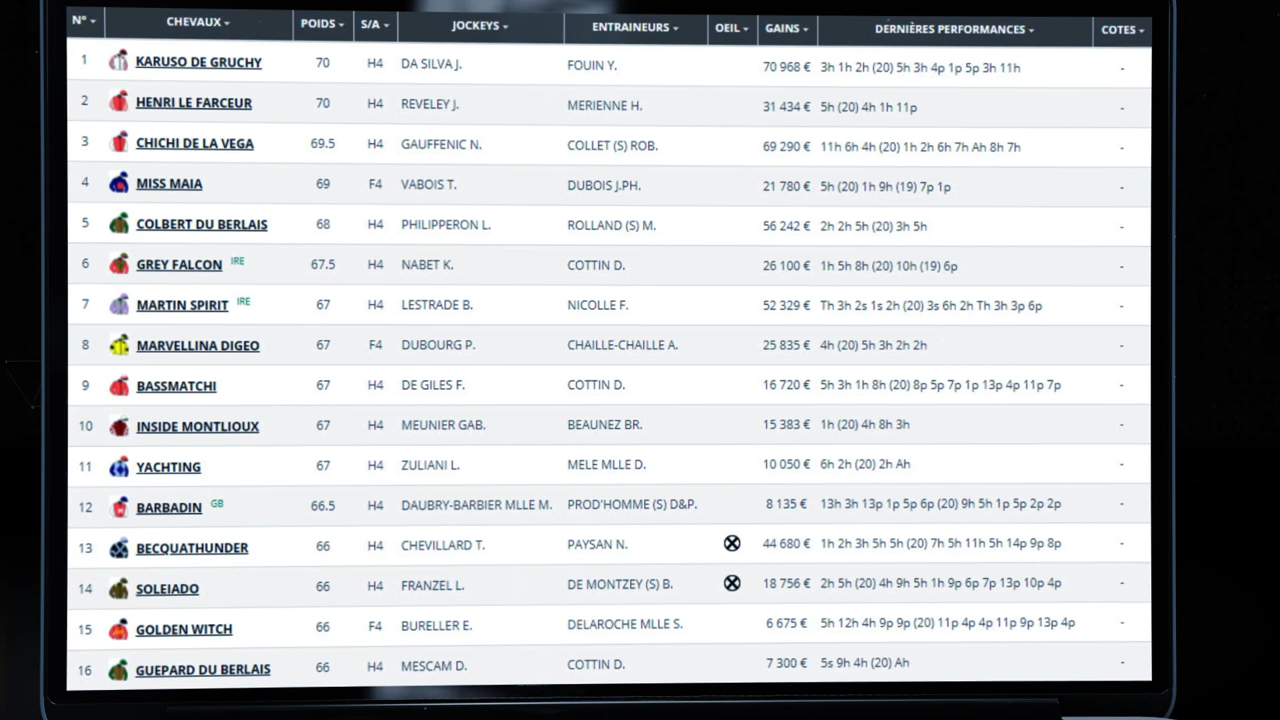 N° CHEVAUX POIDS S/A JOCKEYS ENTRAINEURS OEIL GAINS DERNIÈRES PERFORMANCES COTES
1 KARUSO DE GRUCHY 70 H4 DA SILVA J. FOUIN Y. 70 968 € 3h 1h 2h (20) 5h 3h 4p 1p 5p 3h 11h -
2 HENRI LE FARCEUR 70 H4 REVELEY J. MERIENNE H. 31 434 € 5h (20) 4h 1h 11p -
3 CHICHI DE LA VEGA 69.5 H4 GAUFFENIC N. COLLET (S) ROB. 69 290 € 11h 6h 4h (20) 1h 2h 6h 7h Ah 8h 7h -
4 MISS MAIA 69 F4 VABOIS T. DUBOIS J.PH. 21 780 € 5h (20) 1h 9h (19) 7p 1p -
5 COLBERT DU BERLAIS 68 H4 PHILIPPERON L. ROLLAND (S) M. 56 242 € 2h 2h 5h (20) 3h 5h -
6 GREY FALCON IRE 67.5 H4 NABET K. COTTIN D. 26 100 € 1h 5h 8h (20) 10h (19) 6p -
7 MARTIN SPIRIT IRE 67 H4 LESTRADE B. NICOLLE F. 52 329 € Th 3h 2s 1s 2h (20) 3s 6h 2h Th 3h 3p 6p -
8 MARVELLINA DIGEO 67 F4 DUBOURG P. CHAILLE-CHAILLE A. 25 835 € 4h (20) 5h 3h 2h 2h -
9 BASSMATCHI 67 H4 DE GILES F. COTTIN D. 16 720 € 5h 3h 1h 8h (20) 8p 5p 7p 1p 13p 4p 11p 7p -
10 INSIDE MONTLIOUX 67 H4 MEUNIER GAB. BEAUNEZ BR. 15 383 € 1h (20) 4h 8h 3h -
11 YACHTING 67 H4 ZULIANI L. MELE MLLE D. 10 050 € 6h 2h (20) 2h Ah -
12 BARBADIN GB 66.5 H4 DAUBRY-BARBIER MLLE M. PROD'HOMME (S) D&P. 8 135 € 13h 3h 13p 1p 5p 6p (20) 9h 5h 1p 5p 2p 2p -
13 BECQUATHUNDER 66 H4 CHEVILLARD T. PAYSAN N. 44 680 € 1h 2h 3h 5h 5h (20) 7h 5h 11h 5h 14p 9p 8p -
14 SOLEIADO 66 H4 FRANZEL L. DE MONTZEY (S) B. 18 756 € 2h 5h (20) 4h 9h 5h 1h 9p 6p 7p 13p 10p 4p -
15 GOLDEN WITCH 66 F4 BURELLER E. DELAROCHE MLLE S. 6 675 € 5h 12h 4h 9p 9p (20) 11p 4p 4p 11p 9p 13p 4p -
16 GUEPARD DU BERLAIS 66 H4 MESCAM D. COTTIN D. 7 300 € 5s 9h 4h (20) Ah -